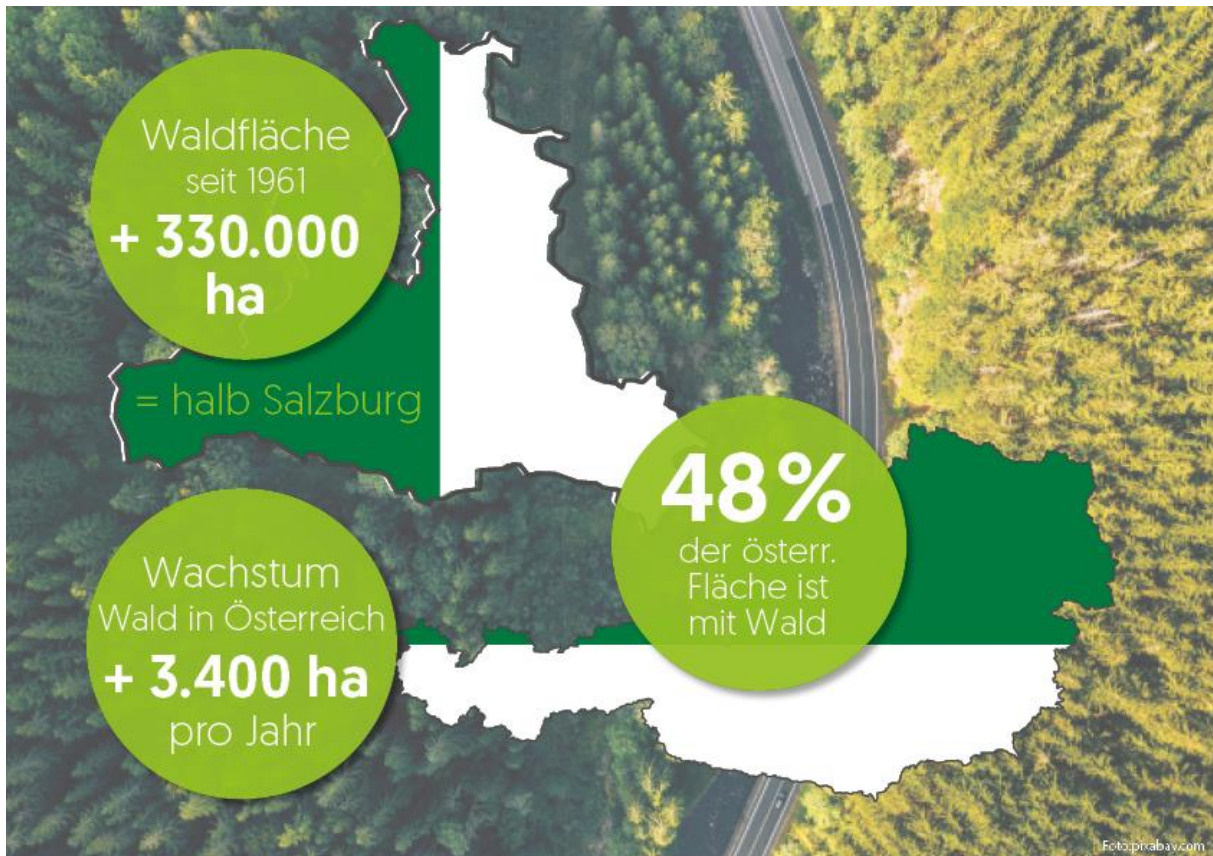 Waldfläche
seit 1961
+ 330.000
ha
= halb Salzburg
48%
der österr.
Fläche ist
mit Wald
Wachstum
Wald in Österreich
+ 3.400 ha
pro Jahr
Foto:pixabay.com